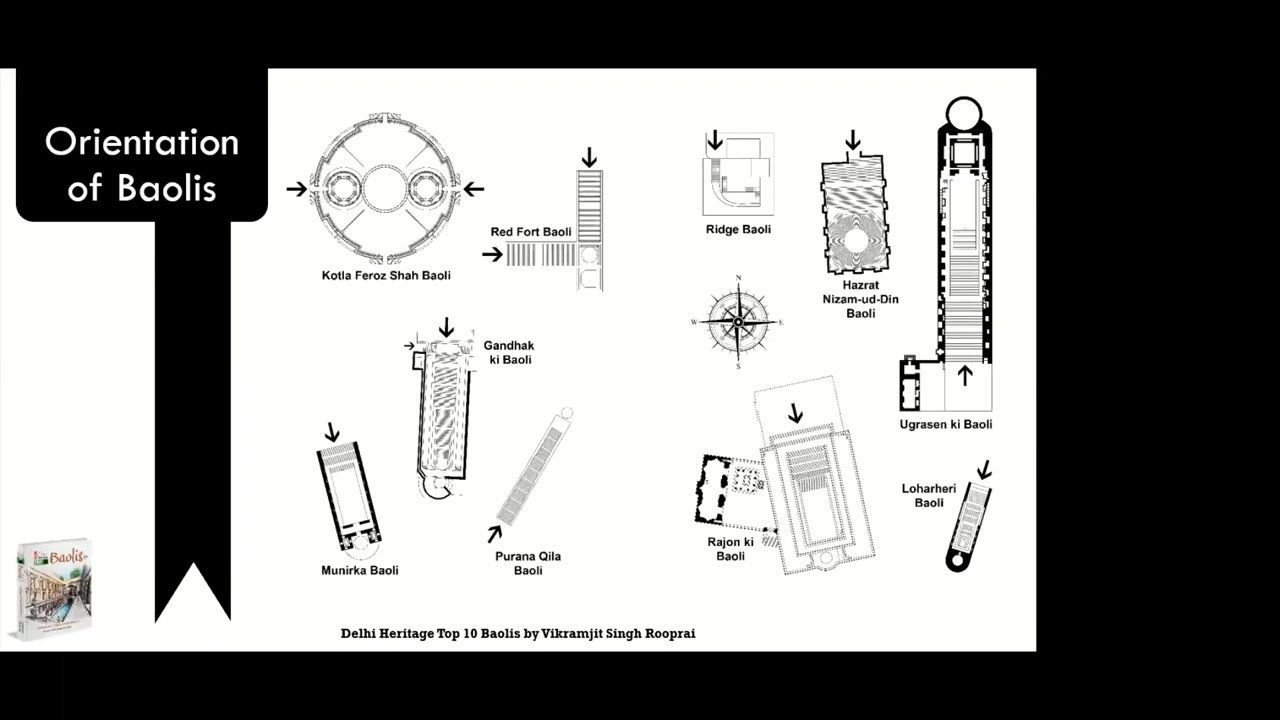 Orientation
of Baolis
Kotla Feroz Shah Baoli
Red Fort Baoli
Ridge Baoli
Hazrat
Nizam-ud-Din
Baoli
Ugrasen ki Baoli
N
W
E
S
Gandhak
ki Baoli
Munirka Baoli
Purana Qila
Baoli
Rajon ki
Baoli
Loharheri
Baoli
Baolis
Delhi Heritage Top 10 Baolis by Vikramjit Singh Rooprai